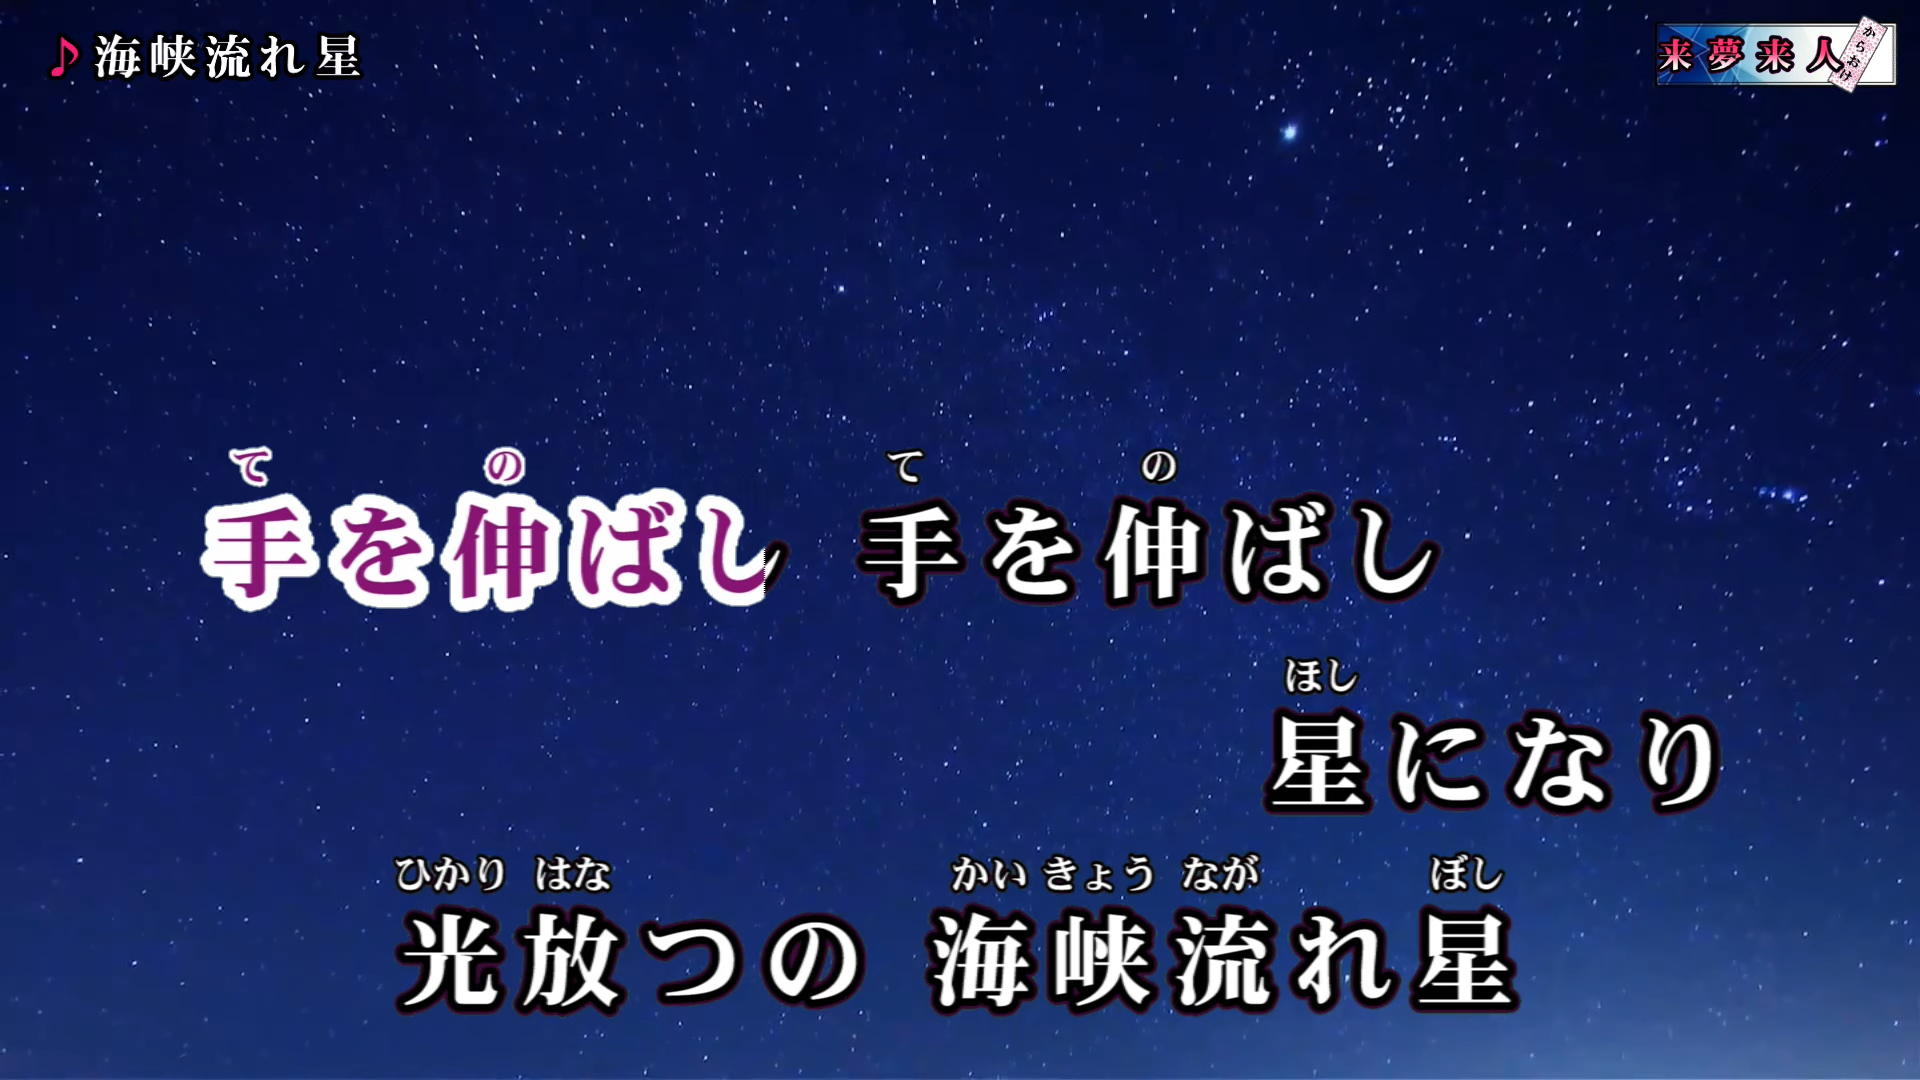 ♪海峡流れ星
来夢来人
からおけ
て の て の
手を伸ばし 手を伸ばし
ほし
星になり
ひかり はな かい きょう なが ぼし
光放つの 海峡流れ星